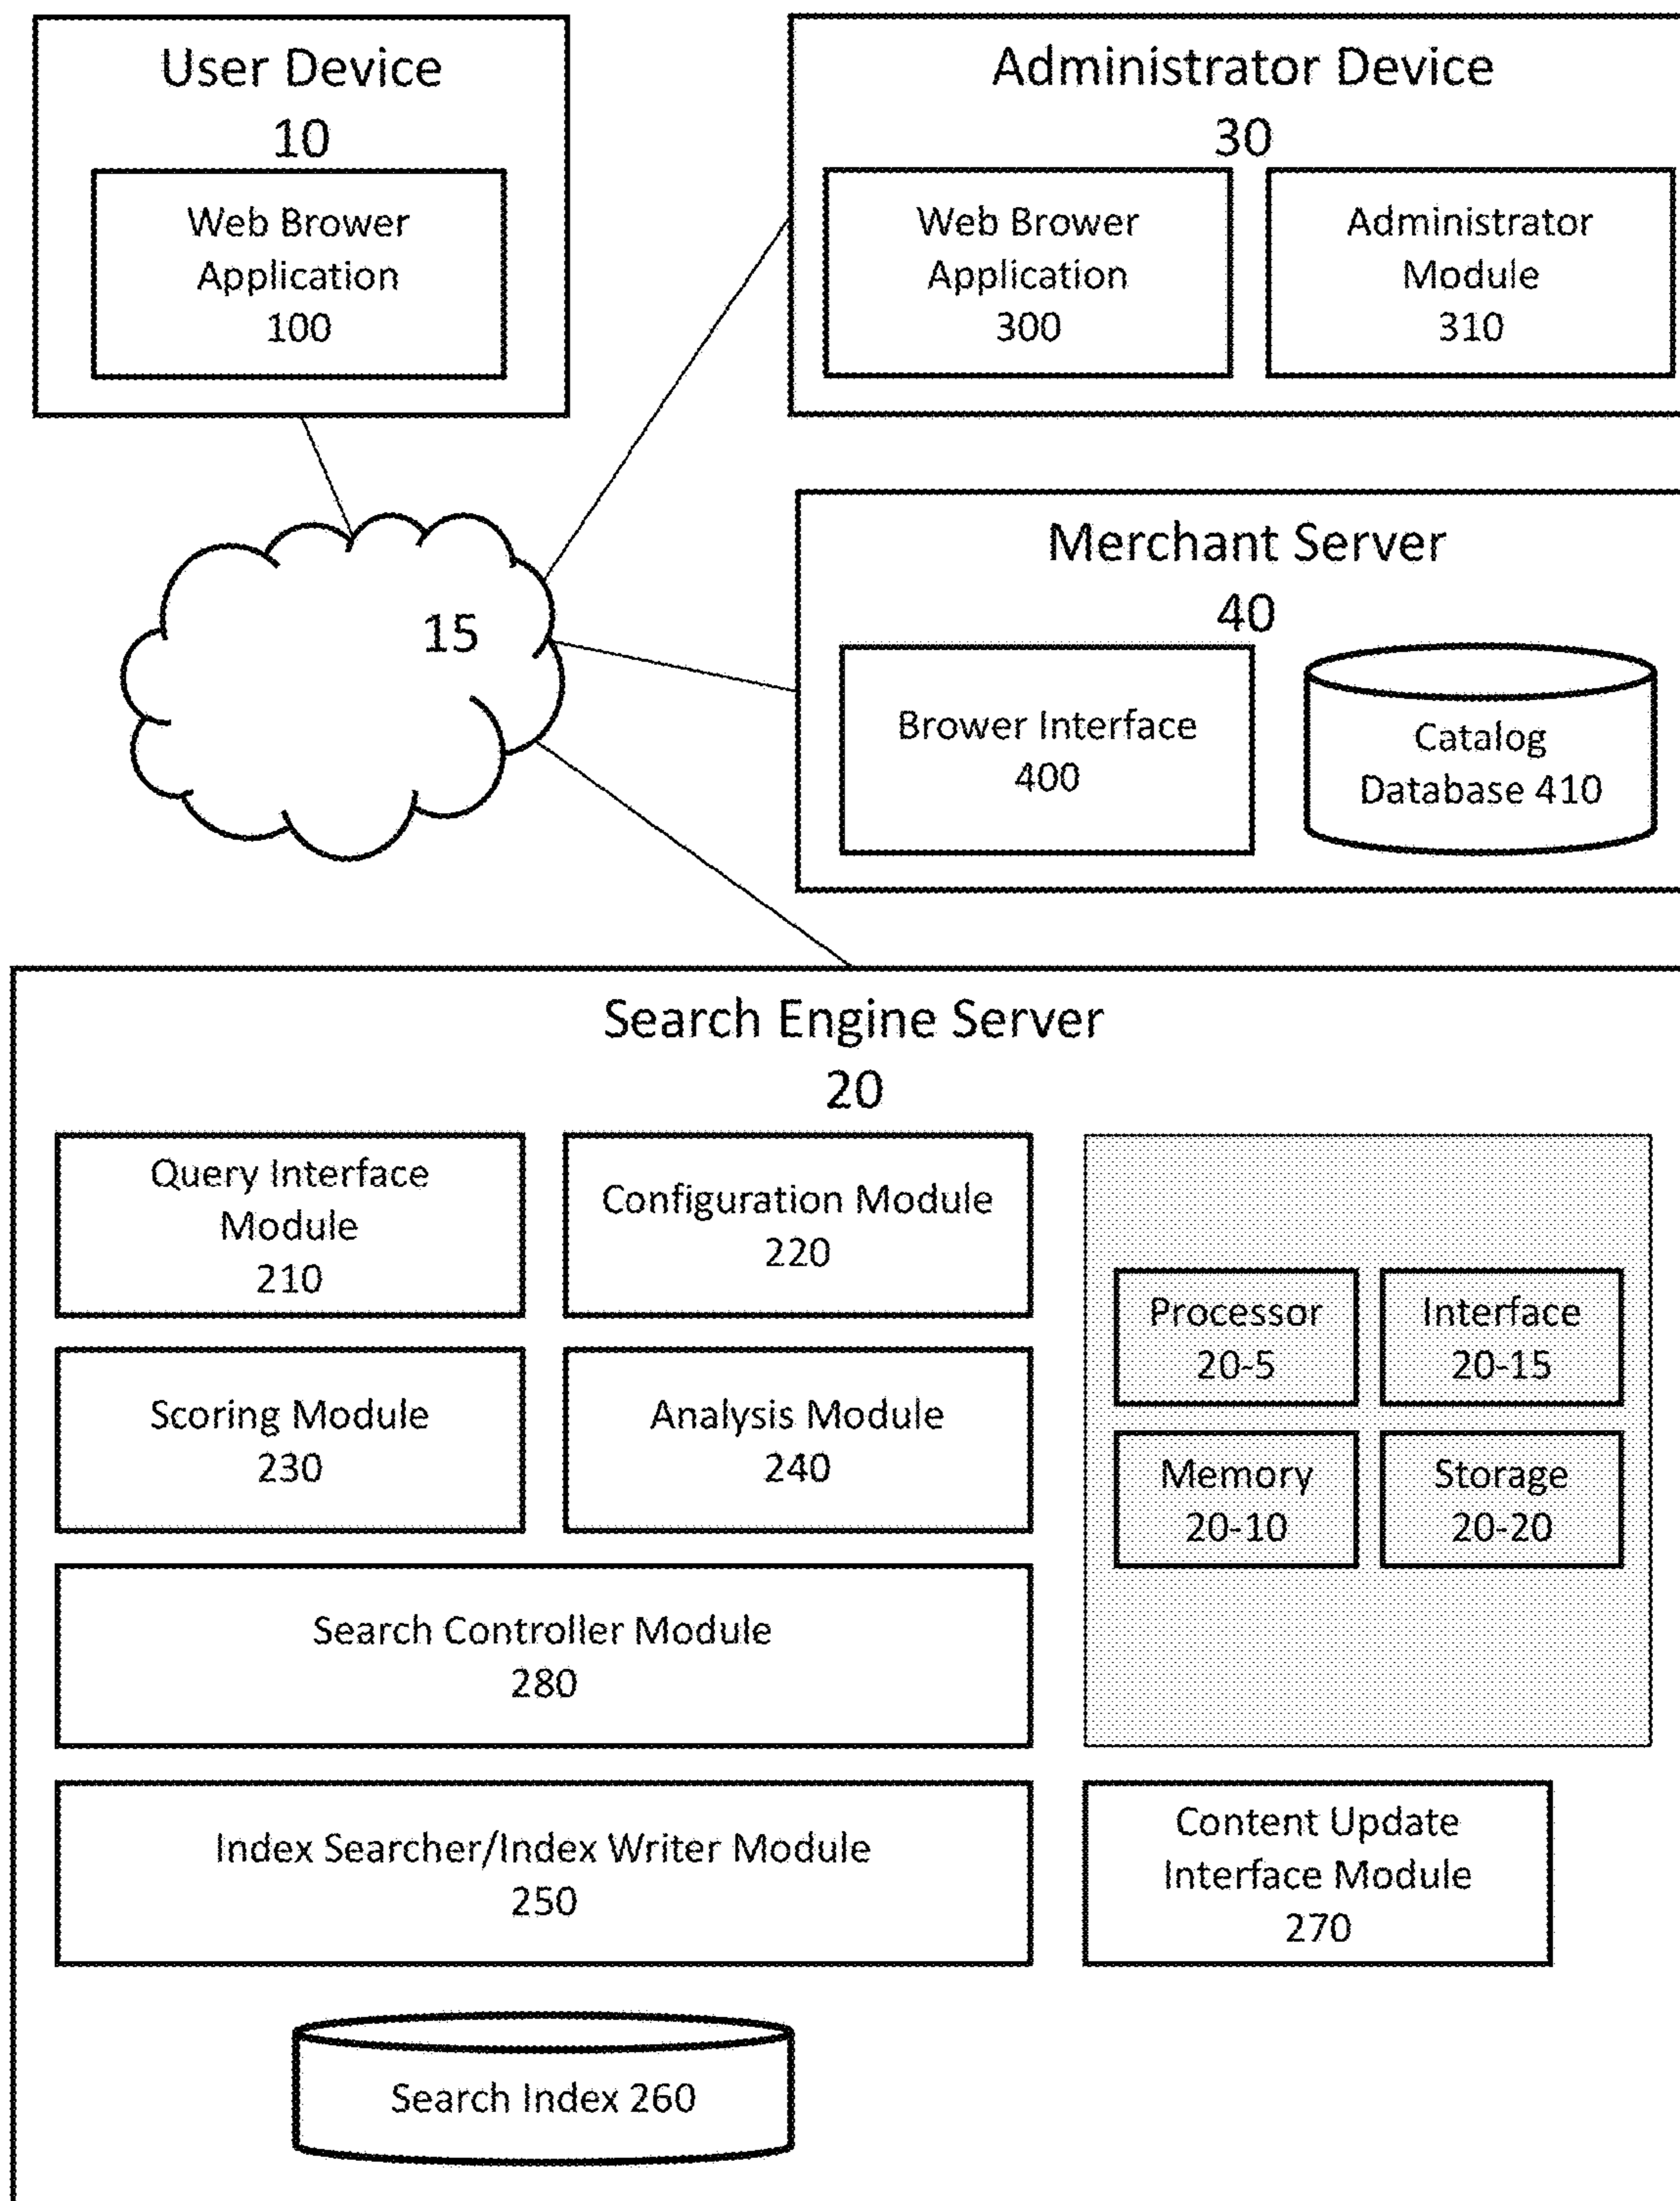 User Device
10
Web Brower
Application
100
Administrator Device
30
Web Brower
Application
300
Administrator
Module
310
15
Merchant Server
40
Brower Interface
400
Catalog
Database 410
Search Engine Server
20
Query Interface
Module
210
Configuration Module
220
Processor
20-5
Interface
20-15
Scoring Module
230
Analysis Module
240
Memory
20-10
Storage
20-20
Search Controller Module
280
Index Searcher/Index Writer Module
250
Content Update
Interface Module
270
Search Index 260